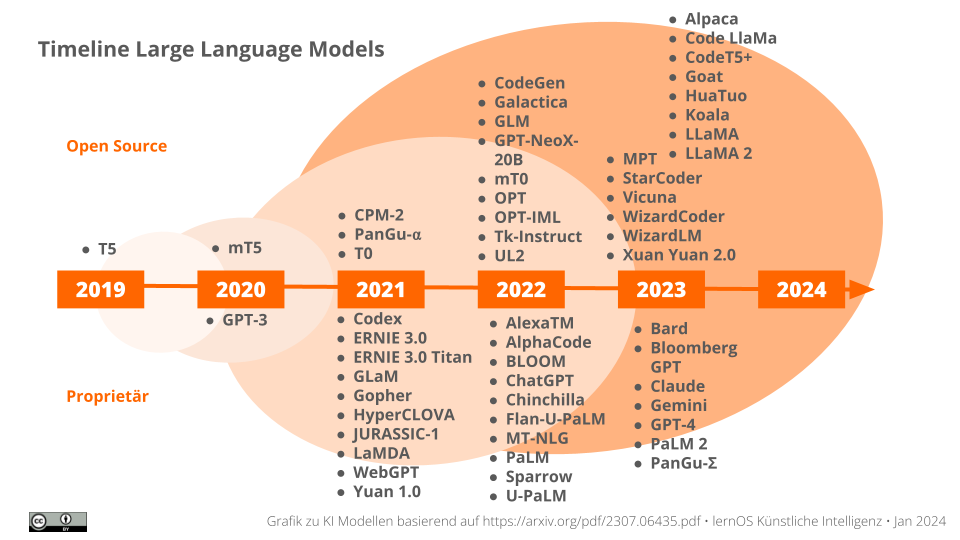 Timeline Large Language Models
Open Source
● T5
● mT5
● CPM-2
● PanGu-α
● T0
● CodeGen
● Galactica
● GLM
● GPT-NeoX-
20B
● mT0
● OPT
● OPT-IML
● Tk-Instruct
● UL2
● Alpaca
● Code LlaMa
● CodeT5+
● Goat
● HuaTuo
● Koala
● LLaMA
● LLaMA 2
● MPT
● StarCoder
● Vicuna
● WizardCoder
● WizardLM
● Xuan Yuan 2.0
2019 2020 2021 2022 2023 2024
● GPT-3
● Codex
● ERNIE 3.0
● ERNIE 3.0 Titan
● GLaM
● Gopher
● HyperCLOVA
● JURASSIC-1
● LaMDA
● WebGPT
● Yuan 1.0
● AlexaTM
● AlphaCode
● BLOOM
● ChatGPT
● Chinchilla
● Flan-U-PaLM
● MT-NLG
● PaLM
● Sparrow
● U-PaLM
● Bard
● Bloomberg
GPT
● Claude
● Gemini
● GPT-4
● PaLM 2
● PanGu-Σ
Proprietär
cc BY
Grafik zu KI Modellen basierend auf https://arxiv.org/pdf/2307.06435.pdf • lernOS Künstliche Intelligenz • Jan 2024